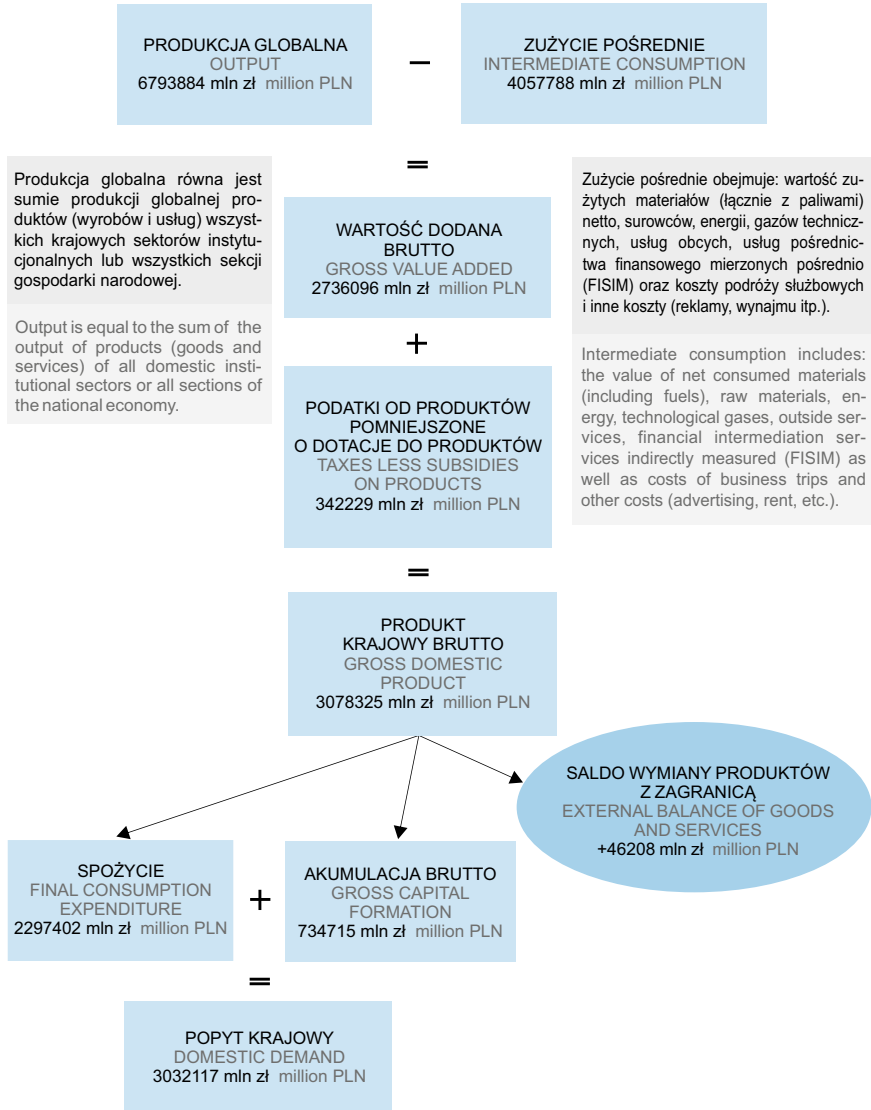 PRODUKCJA GLOBALNA
OUTPUT
6793884 mln zł million PLN
–
ZUŻYCIE POŚREDNIE
INTERMEDIATE CONSUMPTION
4057788 mln zł million PLN
=
Produkcja globalna równa jest
sumie produkcji globalnej pro-
duktów (wyrobów i usług) wszyst-
kich krajowych sektorów instytu-
cjonalnych lub wszystkich sekcji
gospodarki narodowej.
Output is equal to the sum of the
output of products (goods and
services) of all domestic insti-
tutional sectors or all sections of
the national economy.
WARTOŚĆ DODANA
BRUTTO
GROSS VALUE ADDED
2736096 mln zł million PLN
+
PODATKI OD PRODUKTÓW
POMNIEJSZONE
O DOTACJE DO PRODUKTÓW
TAXES LESS SUBSIDIES
ON PRODUCTS
342229 mln zł million PLN
Zużycie pośrednie obejmuje: wartość zu-
żytych materiałów (łącznie z paliwami)
netto, surowców, energii, gazów technicz-
nych, usług obcych, usług pośrednic-
twa finansowego mierzonych pośrednio
(FISIM) oraz koszty podróży służbowych
i inne koszty (reklamy, wynajmu itp.).
Intermediate consumption includes:
the value of net consumed materials
(including fuels), raw materials, en-
ergy, technological gases, outside ser-
vices, financial intermediation ser-
vices indirectly measured (FISIM) as
well as costs of business trips and
other costs (advertising, rent, etc.).
=
PRODUKT
KRAJOWY BRUTTO
GROSS DOMESTIC
PRODUCT
3078325 mln zł million PLN
SALDO WYMIANY PRODUKTÓW
Z ZAGRANICĄ
EXTERNAL BALANCE OF GOODS
AND SERVICES
+46208 mln zł million PLN
SPOŻYCIE
FINAL CONSUMPTION
EXPENDITURE
2297402 mln zł million PLN
+
AKUMULACJA BRUTTO
GROSS CAPITAL
FORMATION
734715 mln zł million PLN
=
POPYT KRAJOWY
DOMESTIC DEMAND
3032117 mln zł million PLN